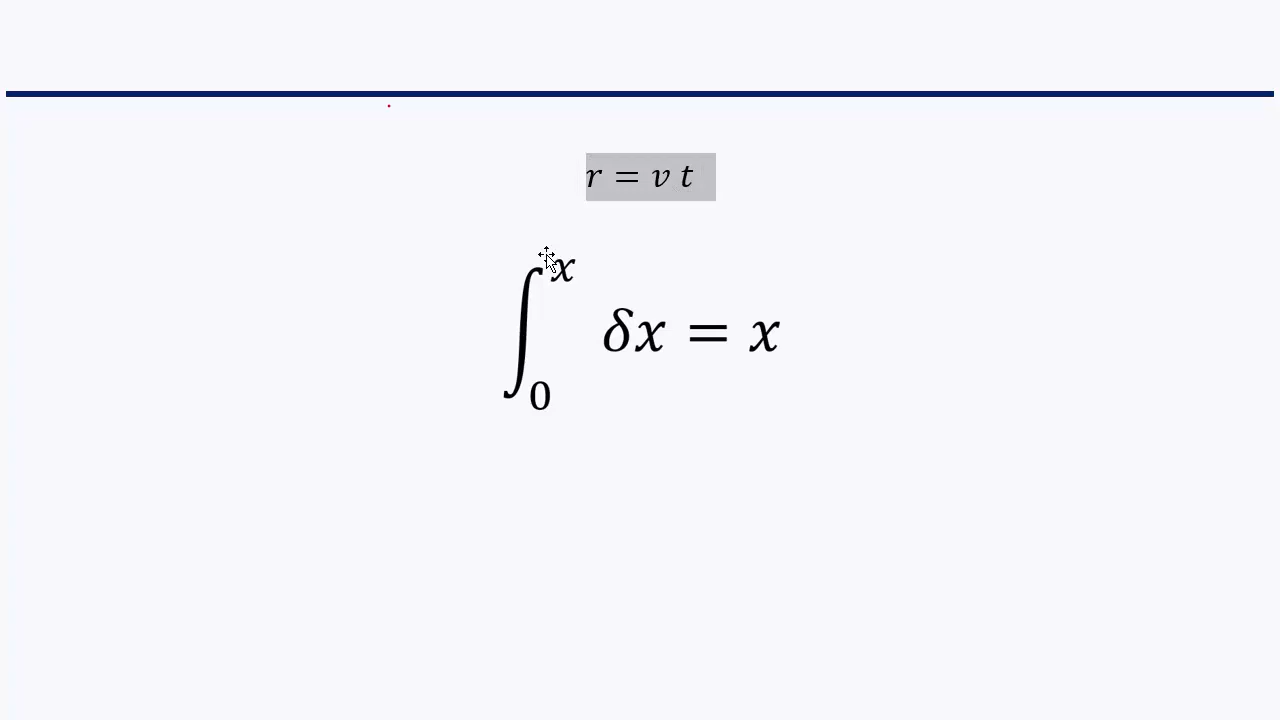 r = v t
∫₀ˣ δx = x